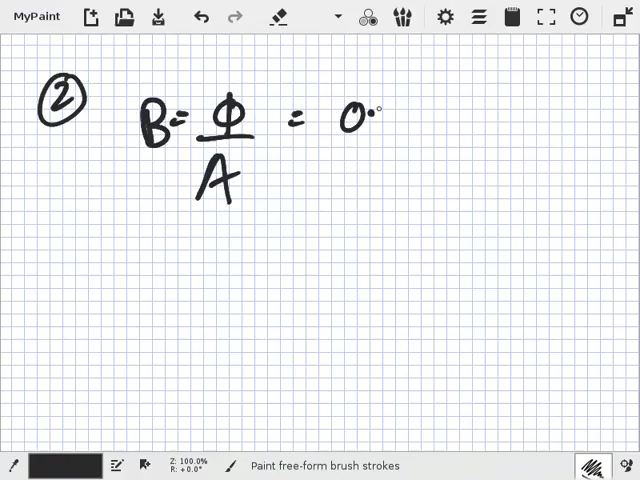 MyPaint
② B = Φ / A = 0.
Z: 100.0%
R: +0.0°
Paint free-form brush strokes